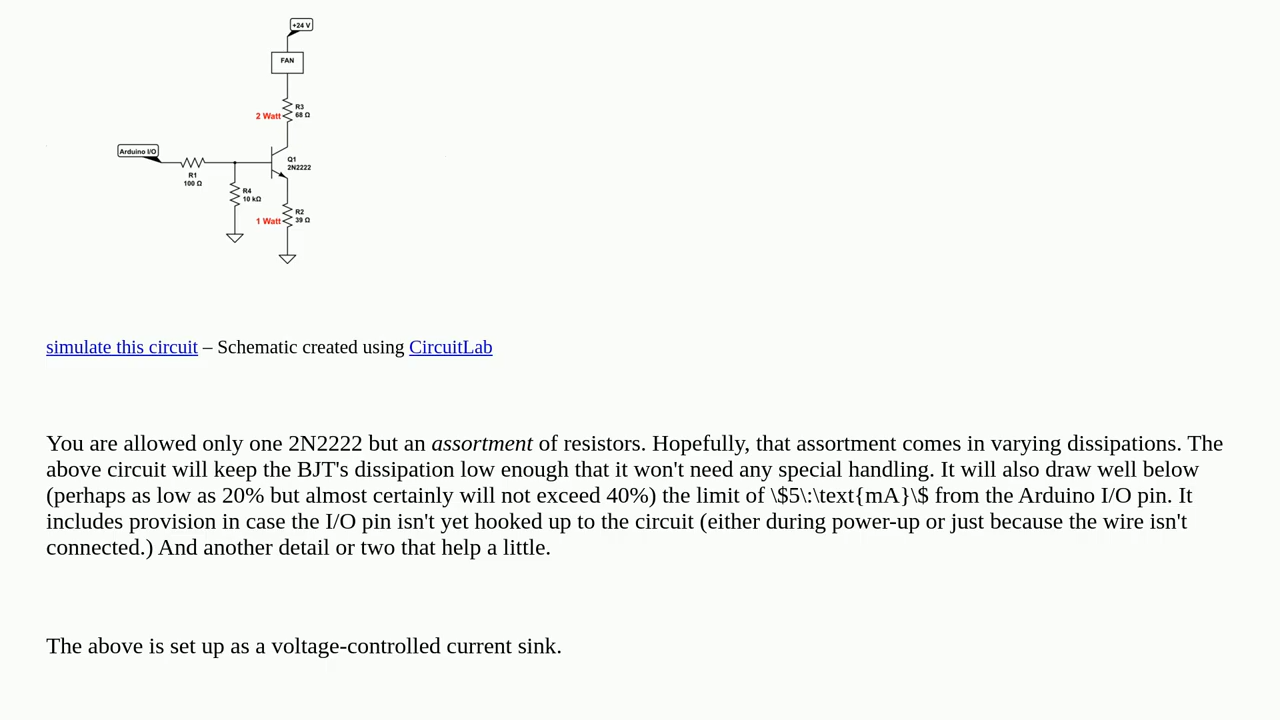 +24 V
FAN
R3
2 Watt 68 Ω
Arduino I/O
Q1
2N2222
R1
100 Ω
R4
10 kΩ
R2
1 Watt 39 Ω
simulate this circuit – Schematic created using CircuitLab
You are allowed only one 2N2222 but an assortment of resistors. Hopefully, that assortment comes in varying dissipations. The
above circuit will keep the BJT's dissipation low enough that it won't need any special handling. It will also draw well below
(perhaps as low as 20% but almost certainly will not exceed 40%) the limit of \$5\:\text{mA}\$ from the Arduino I/O pin. It
includes provision in case the I/O pin isn't yet hooked up to the circuit (either during power-up or just because the wire isn't
connected.) And another detail or two that help a little.
The above is set up as a voltage-controlled current sink.